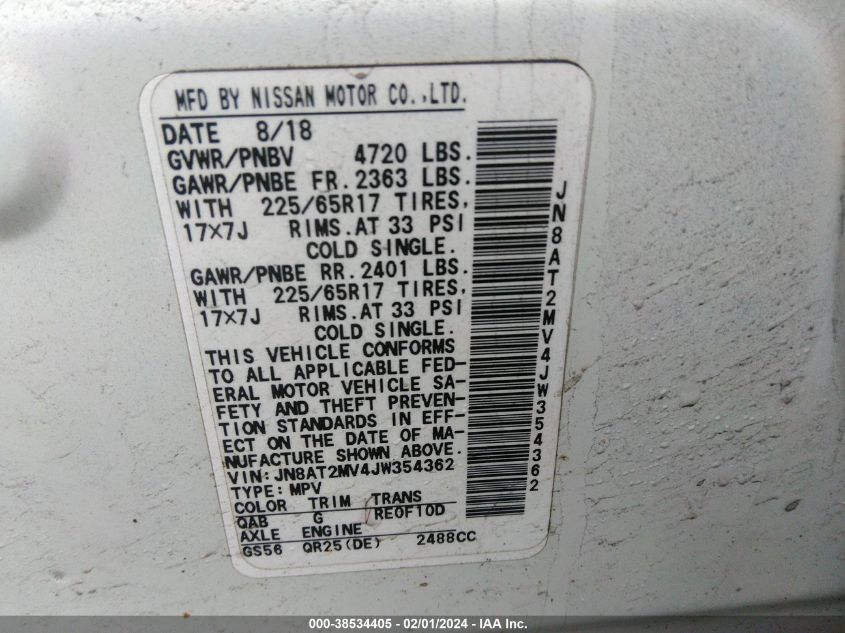 MFD BY NISSAN MOTOR CO.,LTD.
DATE 8/18
GVWR/PNBV 4720 LBS.
GAWR/PNBE FR. 2363 LBS.
WITH 225/65R17 TIRES,
17×7J RIMS.AT 33 PSI
COLD SINGLE.
GAWR/PNBE RR. 2401 LBS.
WITH 225/65R17 TIRES,
17×7J RIMS.AT 33 PSI
COLD SINGLE.
THIS VEHICLE CONFORMS
TO ALL APPLICABLE FED-
ERAL MOTOR VEHICLE SA-
FETY AND THEFT PREVEN-
TION STANDARDS IN EFF-
ECT ON THE DATE OF MA-
NUFACTURE SHOWN ABOVE.
VIN: JN8AT2MV4JW354362
TYPE: MPV
COLOR TRIM TRANS
QAB G RE0F10D
AXLE ENGINE
GS56 QR25(DE) 2488CC
JN8AT2MV4JW354362
000-38534405 - 02/01/2024 - IAA Inc.